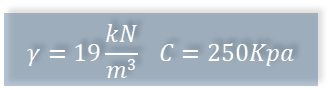 γ = 19 kN/m³ C = 250Kpa